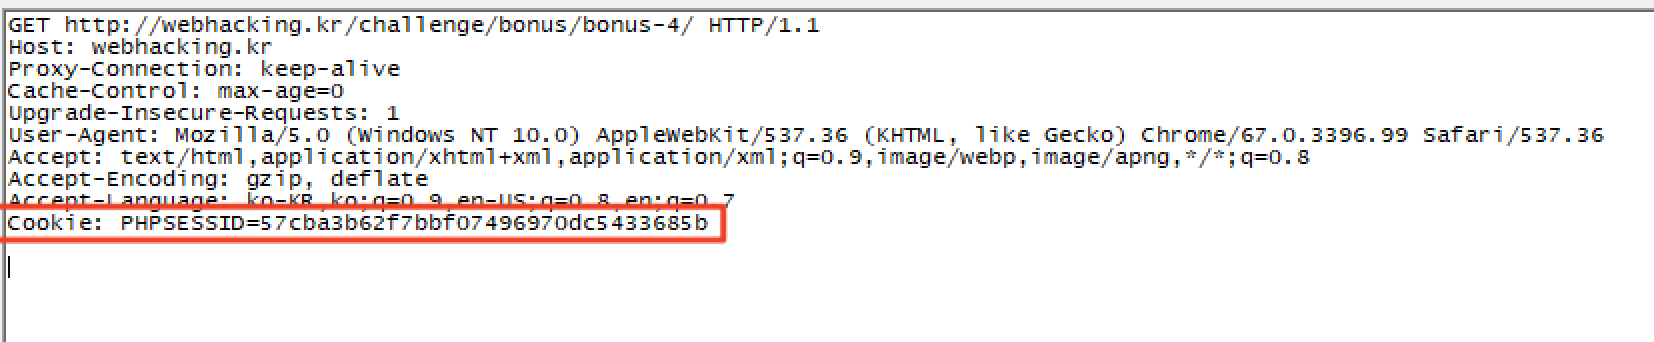 GET http://webhacking.kr/challenge/bonus/bonus-4/ HTTP/1.1
Host: webhacking.kr
Proxy-Connection: keep-alive
Cache-Control: max-age=0
Upgrade-Insecure-Requests: 1
User-Agent: Mozilla/5.0 (Windows NT 10.0) AppleWebKit/537.36 (KHTML, like Gecko) Chrome/67.0.3396.99 Safari/537.36
Accept: text/html,application/xhtml+xml,application/xml;q=0.9,image/webp,image/apng,*/*;q=0.8
Accept-Encoding: gzip, deflate
Accept-Language: ko-KR,ko;q=0.9,en-US;q=0.8,en;q=0.7
Cookie: PHPSESSID=57cba3b62f7bbf07496970dc5433685b